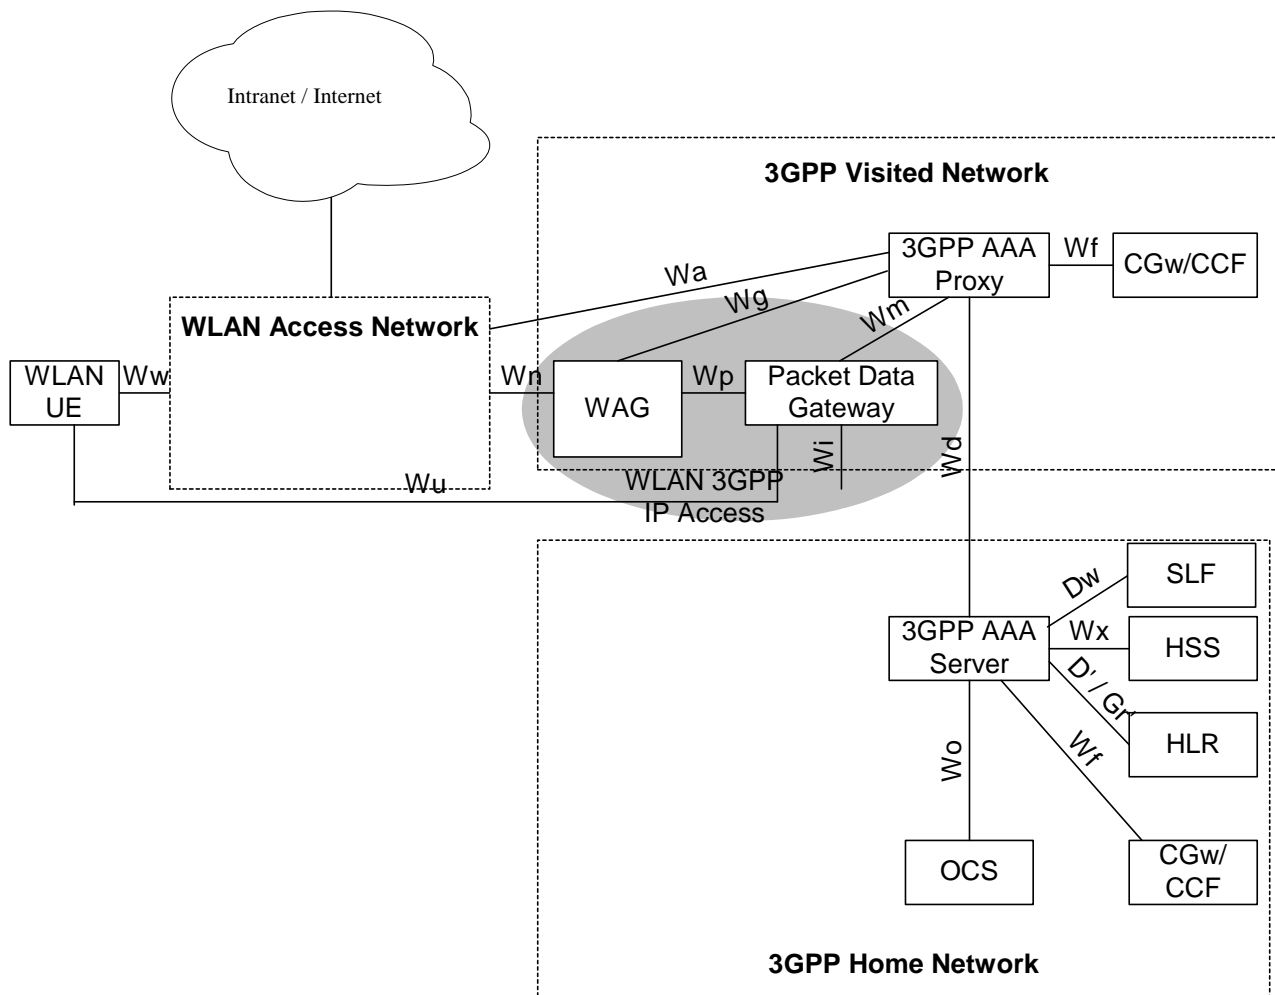 Intranet / Internet
3GPP Visited Network
3GPP AAA
Proxy
Wf
CGw/CCF
Wa
Wg
Wm
WLAN Access Network
WLAN
UE
Ww
Wn
WAG
Wp
Packet Data
Gateway
Wi
Wd
Wu
WLAN 3GPP
IP Access
SLF
Dw
3GPP AAA
Server
Wx
HSS
D' / Gr'
HLR
Wf
Wo
OCS
CGw/
CCF
3GPP Home Network